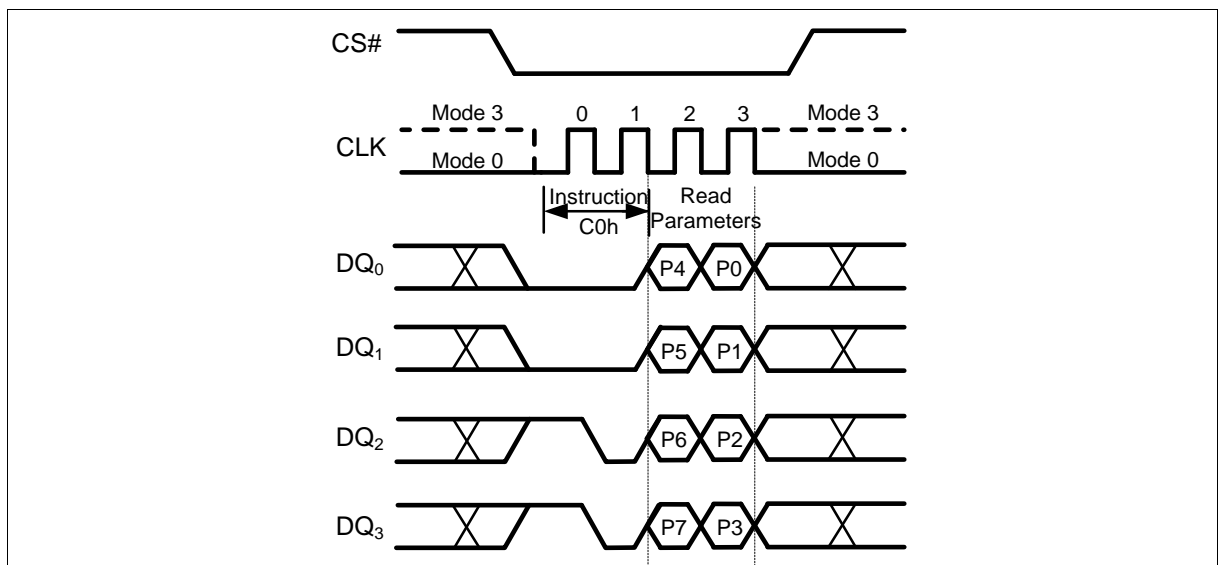 CS#
Mode 3 0 1 2 3 Mode 3
CLK
Mode 0 Mode 0
Instruction Read
C0h Parameters
DQ0 P4 P0
DQ1 P5 P1
DQ2 P6 P2
DQ3 P7 P3